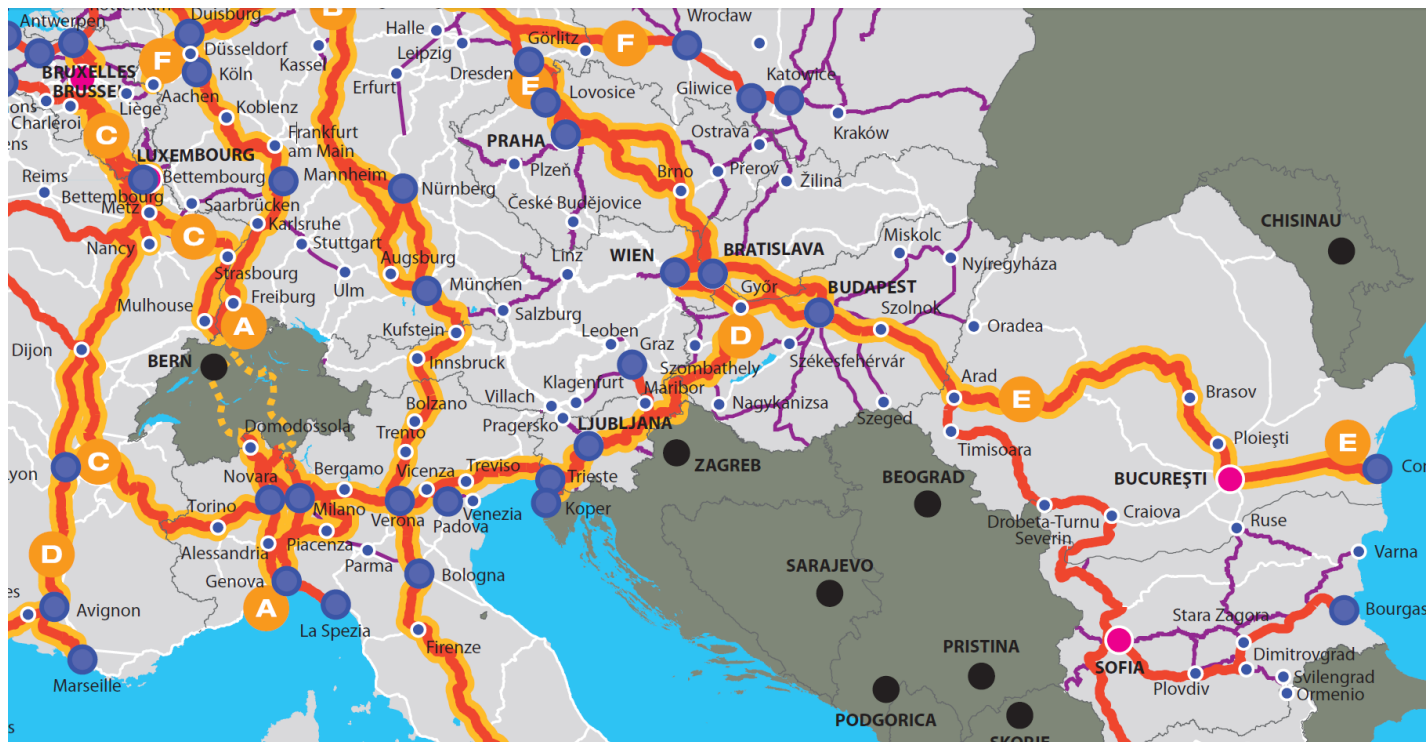 Antwerpen
Duisburg
Düsseldorf
Köln
F
BRUXELLES
BRUSSEL
Liège
Aachen
Charleroi
Koblenz
C
Frankfurt
am Main
Kassel
B
Halle
Leipzig
Erfurt
Dresden
Görlitz
F
Wrocław
E
Lovosice
Gliwice
Katowice
Kraków
Ostrava
PRAHA
Plzeň
Brno
Přerov
Žilina
České Budějovice
LUXEMBOURG
Bettembourg
Bettembourg
Reims
Metz
Mannheim
Nürnberg
Saarbrücken
Karlsruhe
Nancy
C
Strasbourg
Stuttgart
Ulm
Augsburg
München
Linz
Salzburg
WIEN
BRATISLAVA
Győr
BUDAPEST
Miskolc
Nyíregyháza
Szolnok
Oradea
CHISINAU
Mulhouse
Freiburg
A
Kufstein
Innsbruck
Leoben
Graz
D
Szombathely
Székesfehérvár
Dijon
BERN
Klagenfurt
Villach
Maribor
Pragersko
Nagykanizsa
Szeged
Arad
E
Brasov
Bolzano
Trento
LJUBLJANA
ZAGREB
Timisoara
Ploieşti
E
Domodossola
Lyon
C
Novara
Bergamo
Vicenza
Treviso
Trieste
Koper
BEOGRAD
BUCUREŞTI
Torino
Milano
Verona
Padova
Venezia
Drobeta-Turnu
Severin
Craiova
Ruse
Alessandria
Piacenza
Parma
D
Genova
Bologna
SARAJEVO
Varna
A
La Spezia
Avignon
Stara Zagora
Bourgas
Firenze
PRISTINA
SOFIA
Dimitrovgrad
Svilengrad
Ormenio
Plovdiv
Marseille
PODGORICA
SKOPJE